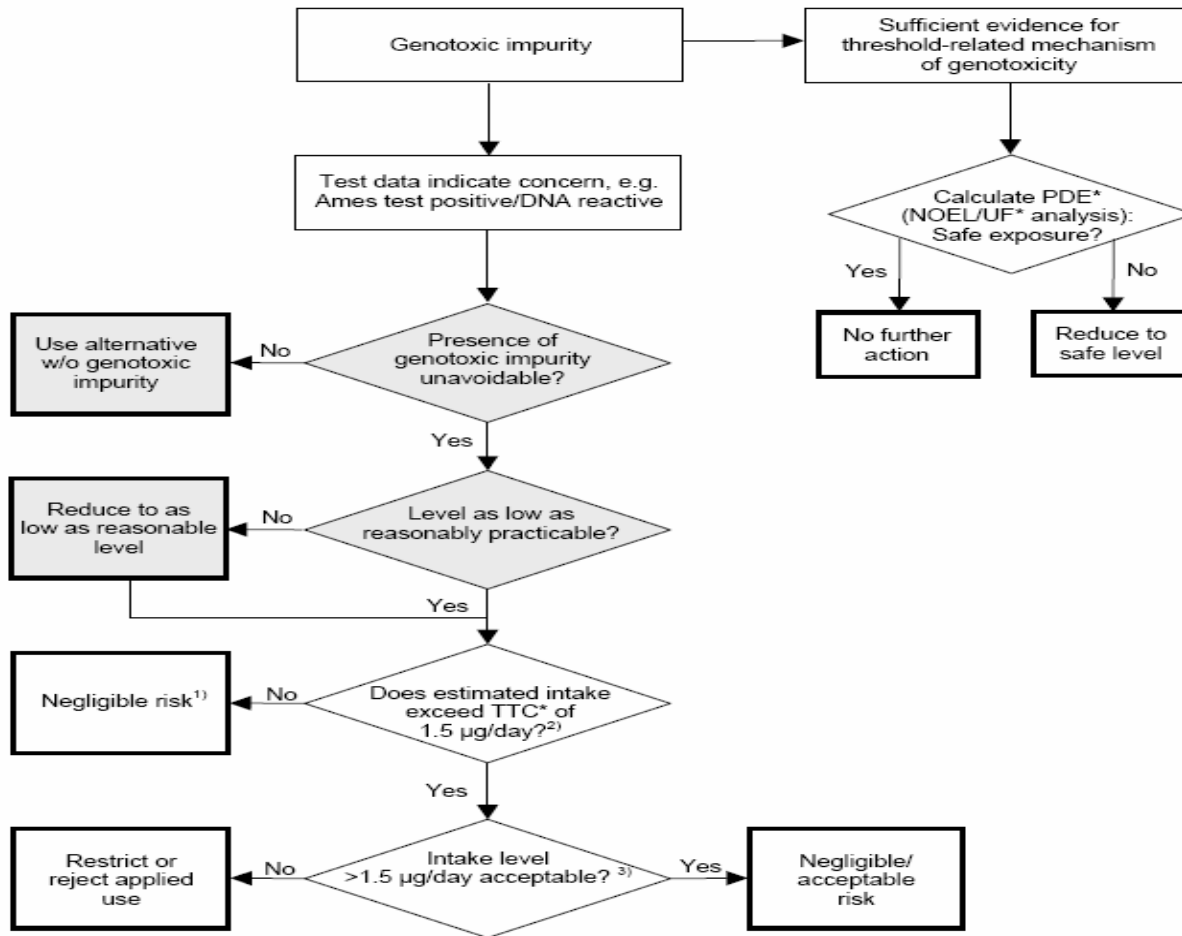 Genotoxic impurity
Sufficient evidence for
threshold-related mechanism
of genotoxicity
Test data indicate concern, e.g.
Ames test positive/DNA reactive
Calculate PDE*
(NOEL/UF* analysis):
Safe exposure?
Yes
No
No further
action
Reduce to
safe level
Use alternative
w/o genotoxic
impurity
No
Presence of
genotoxic impurity
unavoidable?
Yes
Reduce to as
low as reasonable
level
No
Level as low as
reasonably practicable?
Yes
Negligible risk¹⁾
No
Does estimated intake
exceed TTC* of
1.5 µg/day?²⁾
Yes
Restrict or
reject applied
use
No
Intake level
>1.5 µg/day acceptable? ³⁾
Yes
Negligible/
acceptable
risk